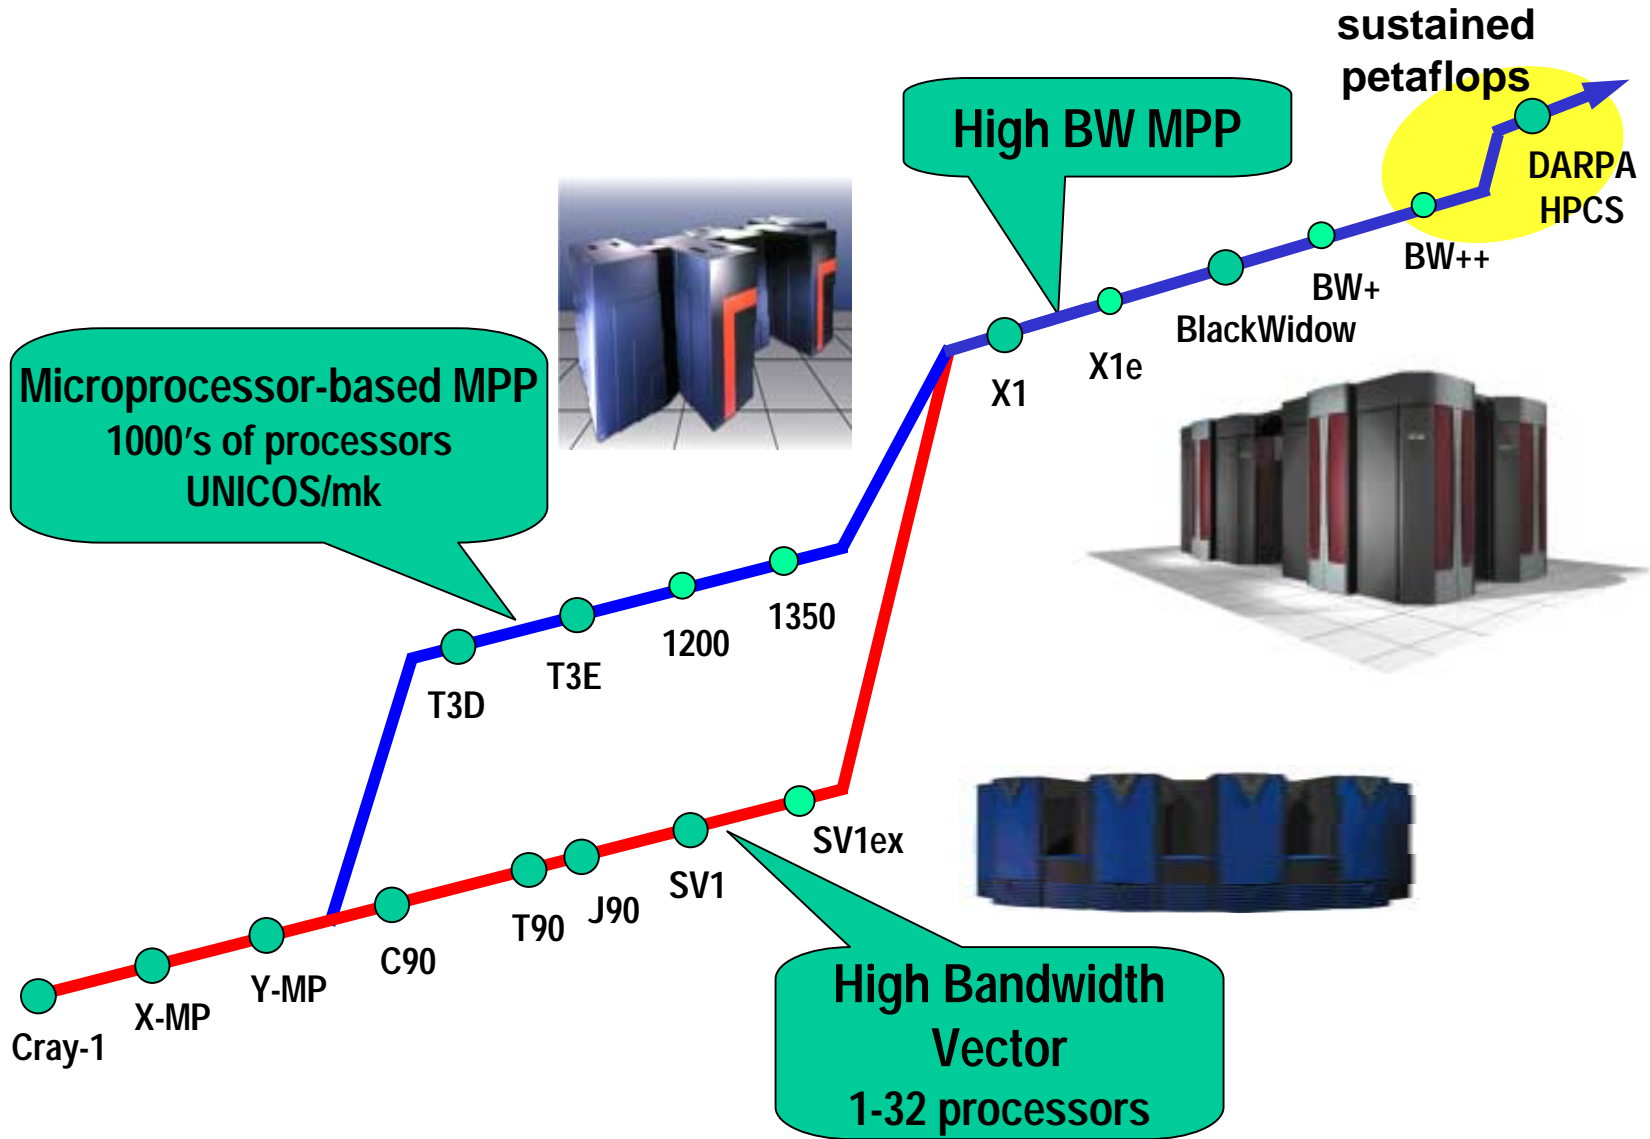 sustained
petaflops
High BW MPP
DARPA
HPCS
BW++
BW+
BlackWidow
X1e
X1
Microprocessor-based MPP
1000's of processors
UNICOS/mk
1350
1200
T3E
T3D
SV1ex
SV1
J90
T90
C90
Y-MP
X-MP
Cray-1
High Bandwidth
Vector
1-32 processors